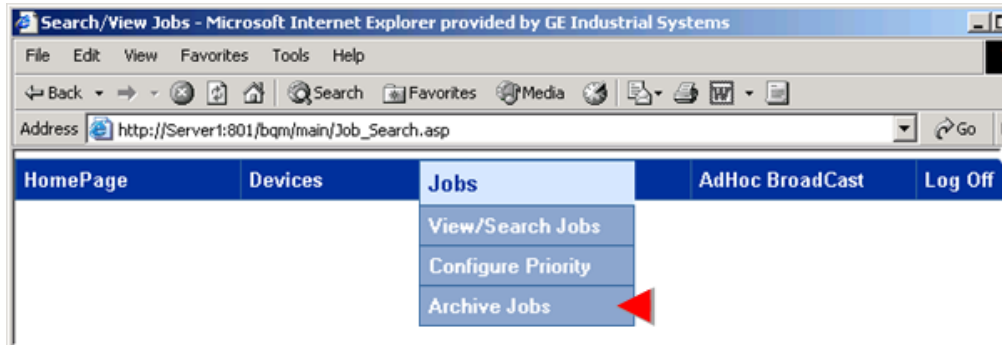 Search/View Jobs - Microsoft Internet Explorer provided by GE Industrial Systems
File Edit View Favorites Tools Help
Back Search Favorites Media
Address http://Server1:801/bqm/main/Job_Search.asp Go
HomePage Devices Jobs AdHoc BroadCast Log Off
View/Search Jobs
Configure Priority
Archive Jobs